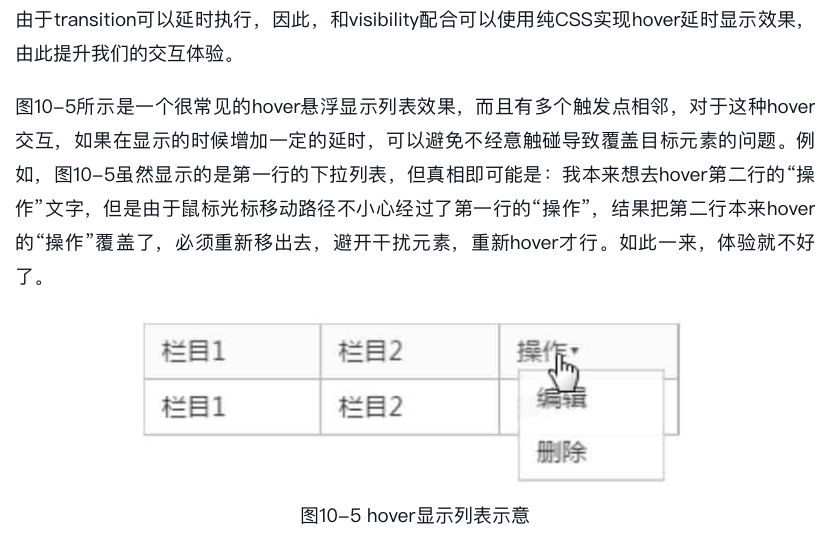 由于transition可以延时执行，因此，和visibility配合可以使用纯CSS实现hover延时显示效果，
由此提升我们的交互体验。
图10-5所示是一个很常见的hover悬浮显示列表效果，而且有多个触发点相邻，对于这种hover
交互，如果在显示的时候增加一定的延时，可以避免不经意触碰导致覆盖目标元素的问题。例
如，图10-5虽然显示的是第一行的下拉列表，但真相即可能是：我本来想去hover第二行的“操
作”文字，但是由于鼠标光标移动路径不小心经过了第一行的“操作”，结果把第二行本来hover
的“操作”覆盖了，必须重新移出去，避开干扰元素，重新hover才行。如此一来，体验就不好
了。
栏目1 栏目2 操作▾
编辑
栏目1 栏目2
删除
图10-5 hover显示列表示意